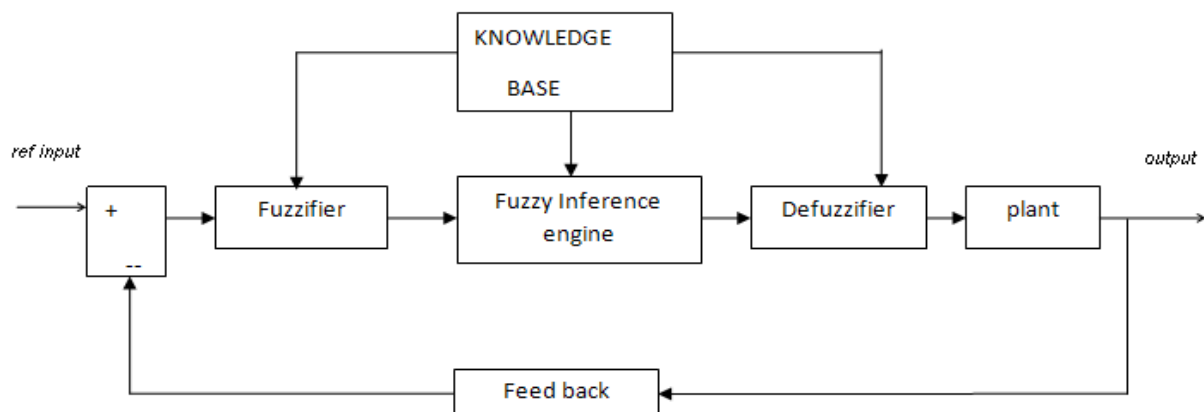 KNOWLEDGE
BASE
ref input
output
+
--
Fuzzifier
Fuzzy Inference
engine
Defuzzifier
plant
Feed back